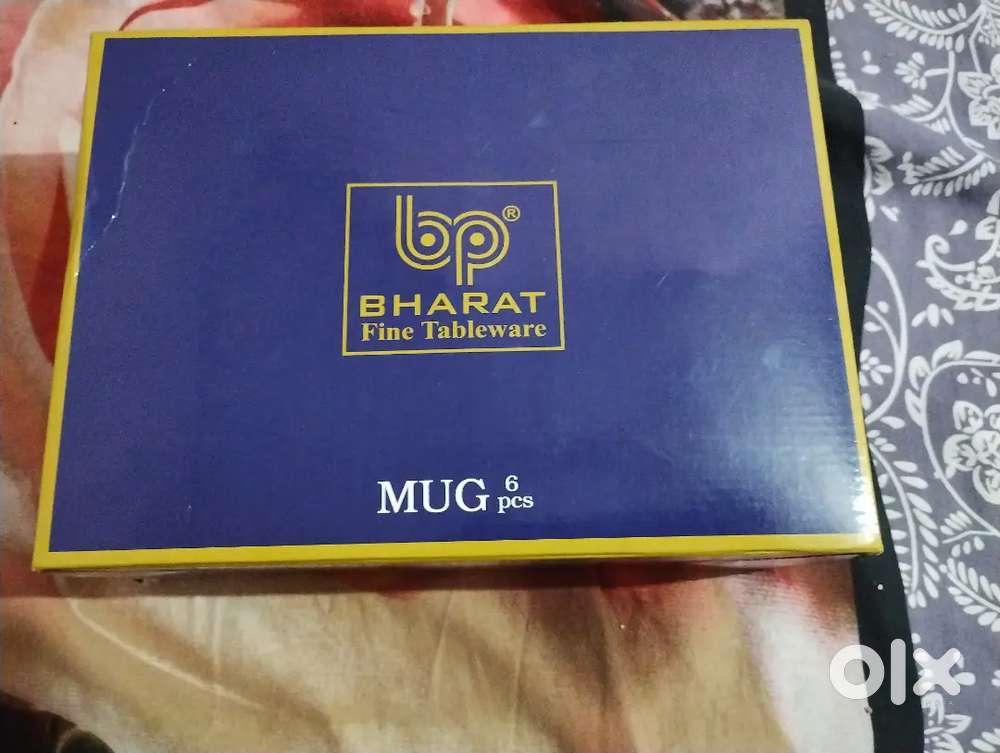 bp®
BHARAT
Fine Tableware
MUG 6 pcs
olx